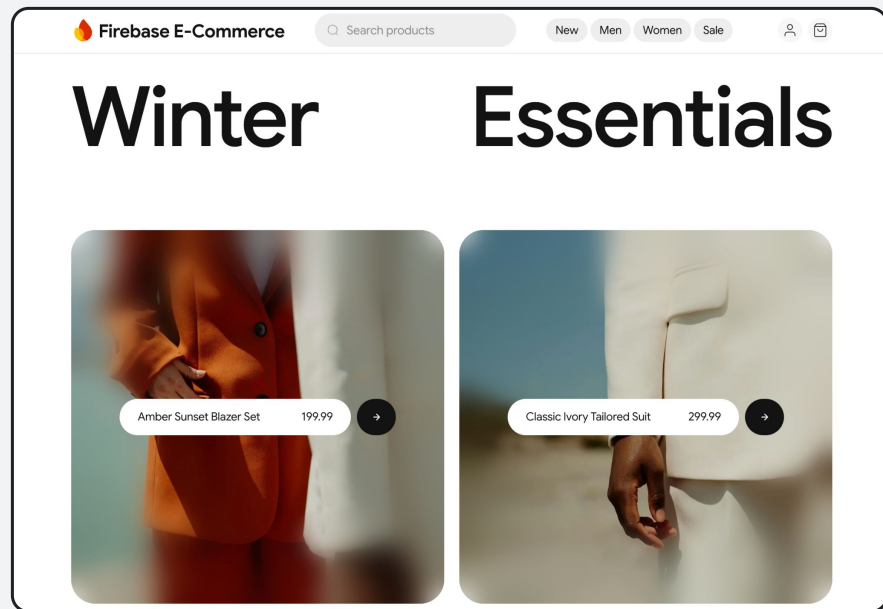 Firebase E-Commerce Search products New Men Women Sale
Winter Essentials
Amber Sunset Blazer Set 199.99
Classic Ivory Tailored Suit 299.99